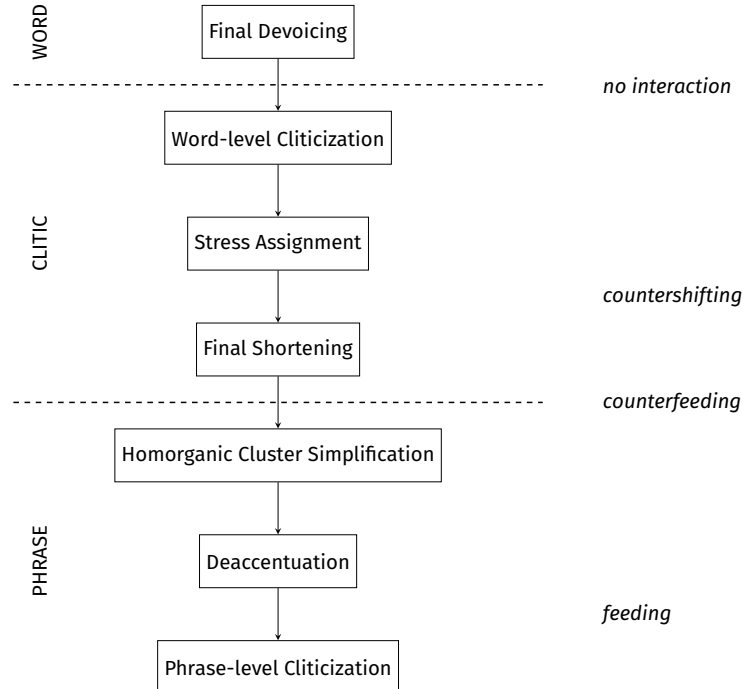 WORD
Final Devoicing
no interaction
Word-level Cliticization
CLITIC
Stress Assignment
countershifting
Final Shortening
counterfeeding
Homorganic Cluster Simplification
PHRASE
Deaccentuation
feeding
Phrase-level Cliticization